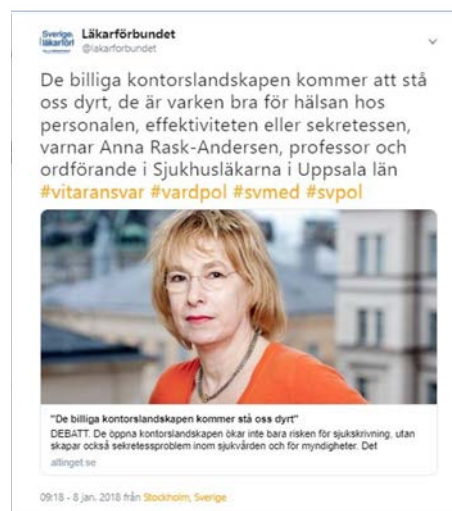 Sveriges
läkarförb
Läkarförbundet
@lakarforbundet
De billiga kontorslandskapen kommer att stå
oss dyrt, de är varken bra för hälsan hos
personalen, effektiviteten eller sekretessen,
varnar Anna Rask-Andersen, professor och
ordförande i Sjukhusläkarna i Uppsala län
#vitaransvar #vardpol #svmed #svpol
"De billiga kontorslandskapen kommer stå oss dyrt"
DEBATT. De öppna kontorslandskapen ökar inte bara risken för sjukskrivning, utan
skapar också sekretessproblem inom sjukvården och för myndigheter. Det
altinget.se
09:18 - 8 jan. 2018 från Stockholm, Sverige